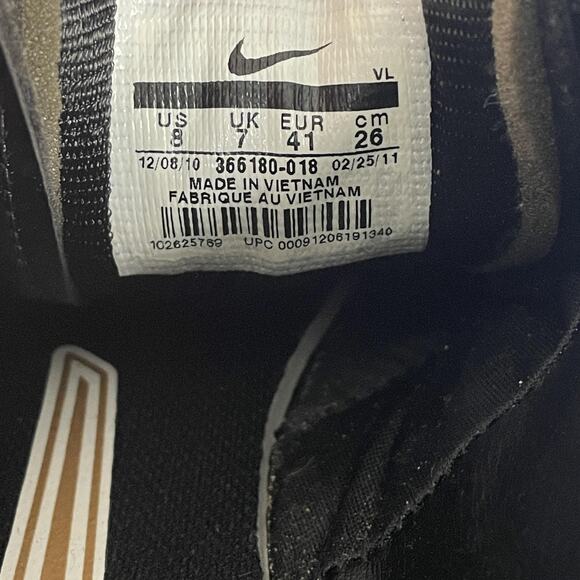 VL
US UK EUR cm
8 7 41 26
12/08/10 366180-018 02/25/11
MADE IN VIETNAM
FABRIQUE AU VIETNAM
102625769 UPC 00091206191340